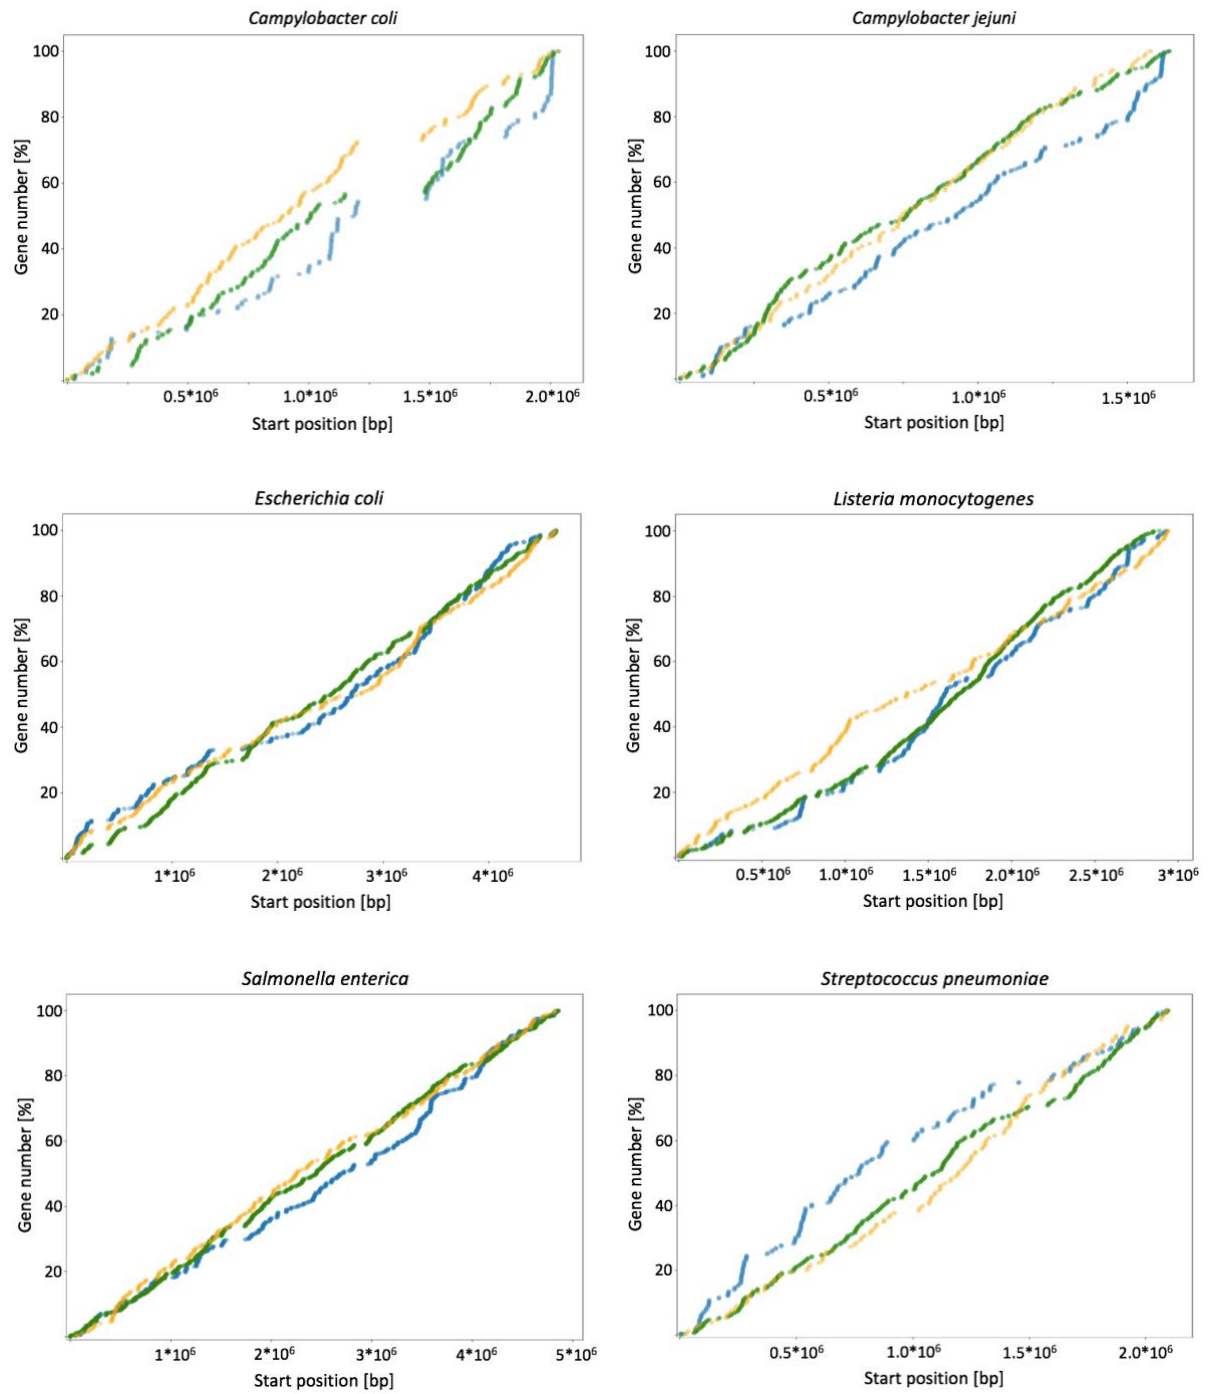 Campylobacter coli
Campylobacter jejuni
100
80
60
40
20
Gene number [%]
0.5*10⁶ 1.0*10⁶ 1.5*10⁶ 2.0*10⁶
Start position [bp]
100
80
60
40
20
Gene number [%]
0.5*10⁶ 1.0*10⁶ 1.5*10⁶
Start position [bp]
Escherichia coli
Listeria monocytogenes
100
80
60
40
20
Gene number [%]
1*10⁶ 2*10⁶ 3*10⁶ 4*10⁶
Start position [bp]
100
80
60
40
20
Gene number [%]
0.5*10⁶ 1.0*10⁶ 1.5*10⁶ 2.0*10⁶ 2.5*10⁶ 3*10⁶
Start position [bp]
Salmonella enterica
Streptococcus pneumoniae
100
80
60
40
20
Gene number [%]
1*10⁶ 2*10⁶ 3*10⁶ 4*10⁶ 5*10⁶
Start position [bp]
100
80
60
40
20
Gene number [%]
0.5*10⁶ 1.0*10⁶ 1.5*10⁶ 2.0*10⁶
Start position [bp]